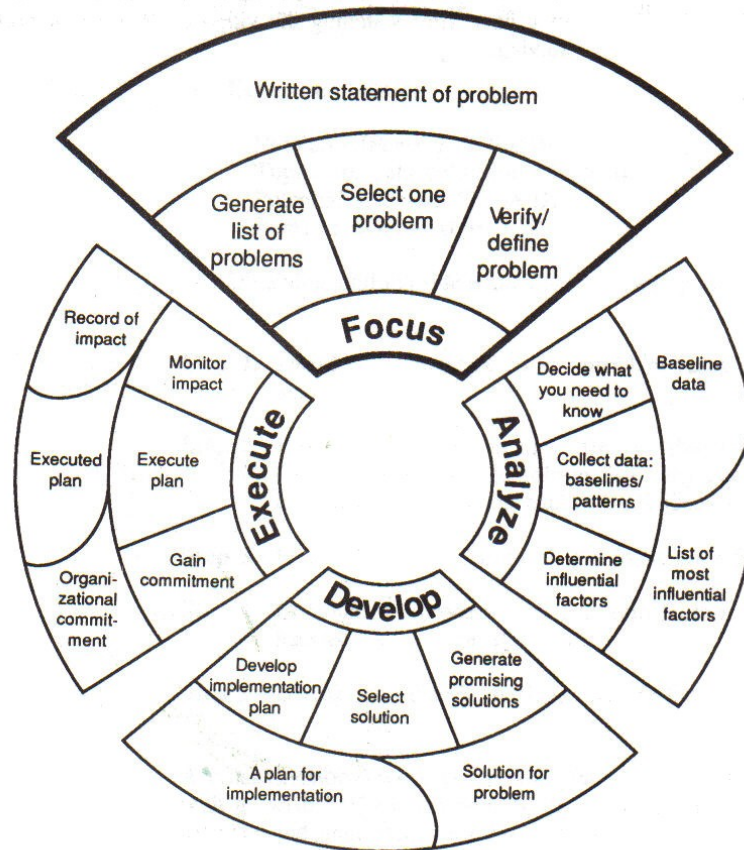 Written statement of problem
Generate
list of
problems
Select one
problem
Verify/
define
problem
Focus
Decide what
you need to
know
Collect data:
baselines/
patterns
Determine
influential
factors
Analyze
Baseline
data
List of
most
influential
factors
Develop
Generate
promising
solutions
Select
solution
Develop
implementation
plan
Solution for
problem
A plan for
implementation
Execute
Gain
commitment
Execute
plan
Monitor
impact
Organi-
zational
commit-
ment
Executed
plan
Record of
impact